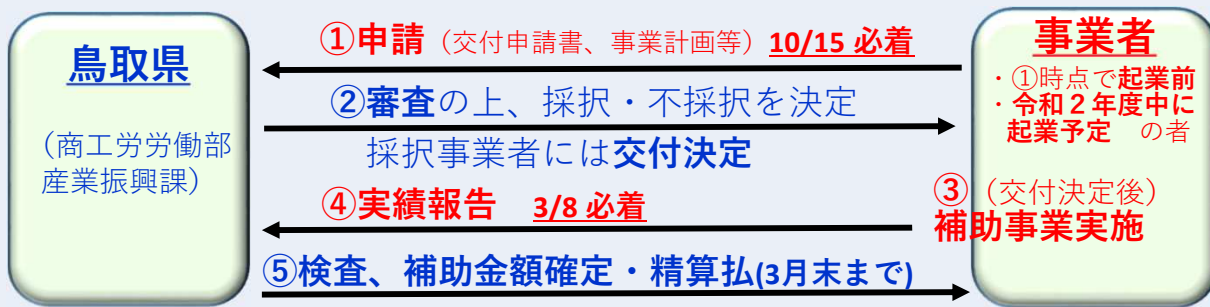 鳥取県
(商工労労働部
産業振興課)
①申請 (交付申請書、事業計画等) 10/15 必着
②審査の上、採択・不採択を決定
採択事業者には交付決定
④実績報告 3/8 必着
⑤検査、補助金額確定・精算払(3月末まで)
事業者
・①時点で起業前
・令和2年度中に
起業予定 の者
③ (交付決定後)
補助事業実施